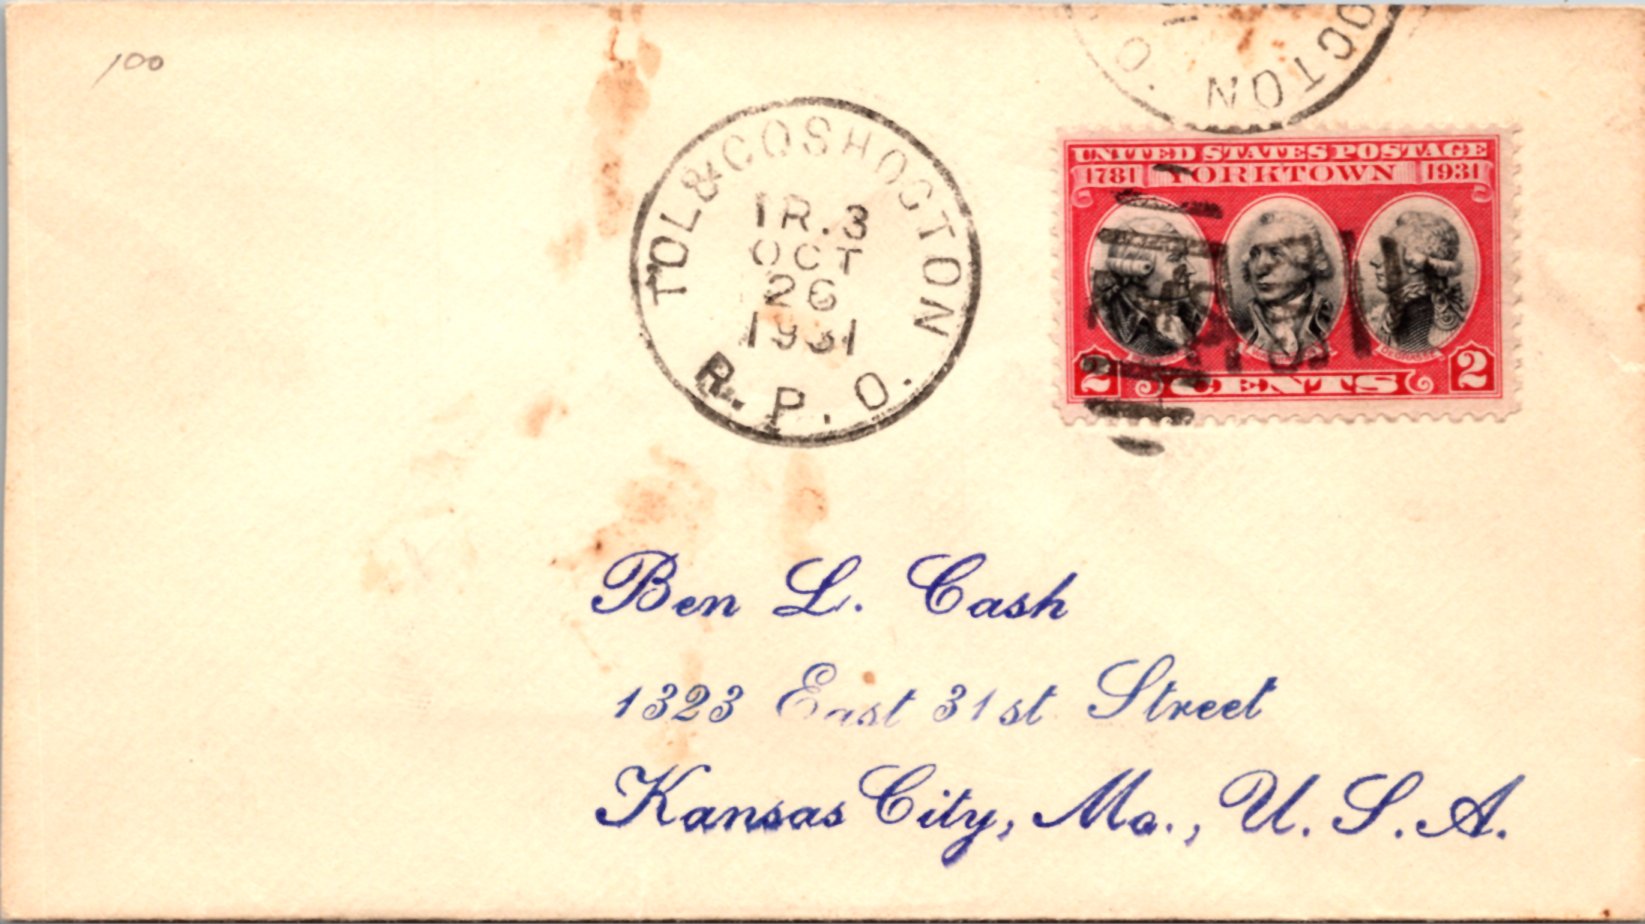 100
O. NOTCO
TOL & COSHOCTON
TR. 3
OCT
26
1931
R.P.O.
UNITED STATES POSTAGE
1781 YORKTOWN 1931
2 CENTS 2
Ben L. Cash
1323 East 31st Street
Kansas City, Mo., U.S.A.